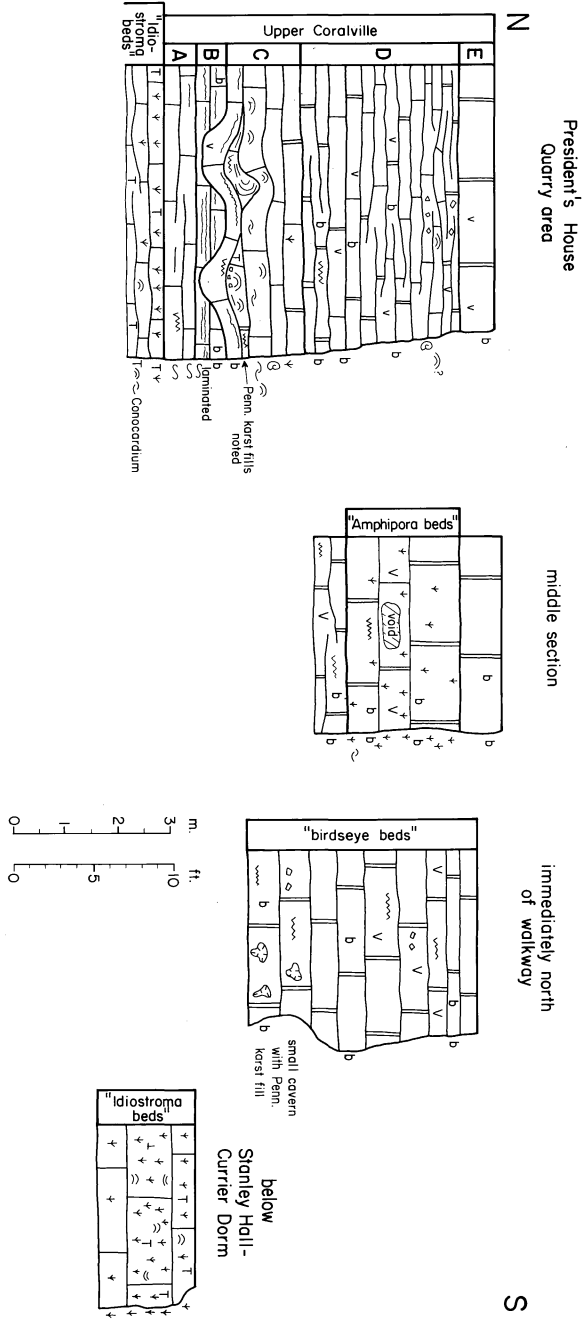 N
President's House
Quarry area
Upper Coralville
"Idio-
stroma
beds"
A
B
C
D
E
b
b
b
b
b
b
b
b
b
b
v
v
v
v
v
v
v
T
T
T
T
T
T
laminated
Penn. karst fills
noted
Conocardium
?
middle section
"Amphipora beds"
void
v
v
v
b
b
b
b
b
b
immediately north
of walkway
"birdseye beds"
b
b
b
b
b
b
v
v
v
v
small cavern
with Penn.
karst fill
below
Stanley Hall-
Currier Dorm
"Idiostroma
beds"
T
T
T
T
T
S
0 1 2 3 m.
0 5 10 ft.